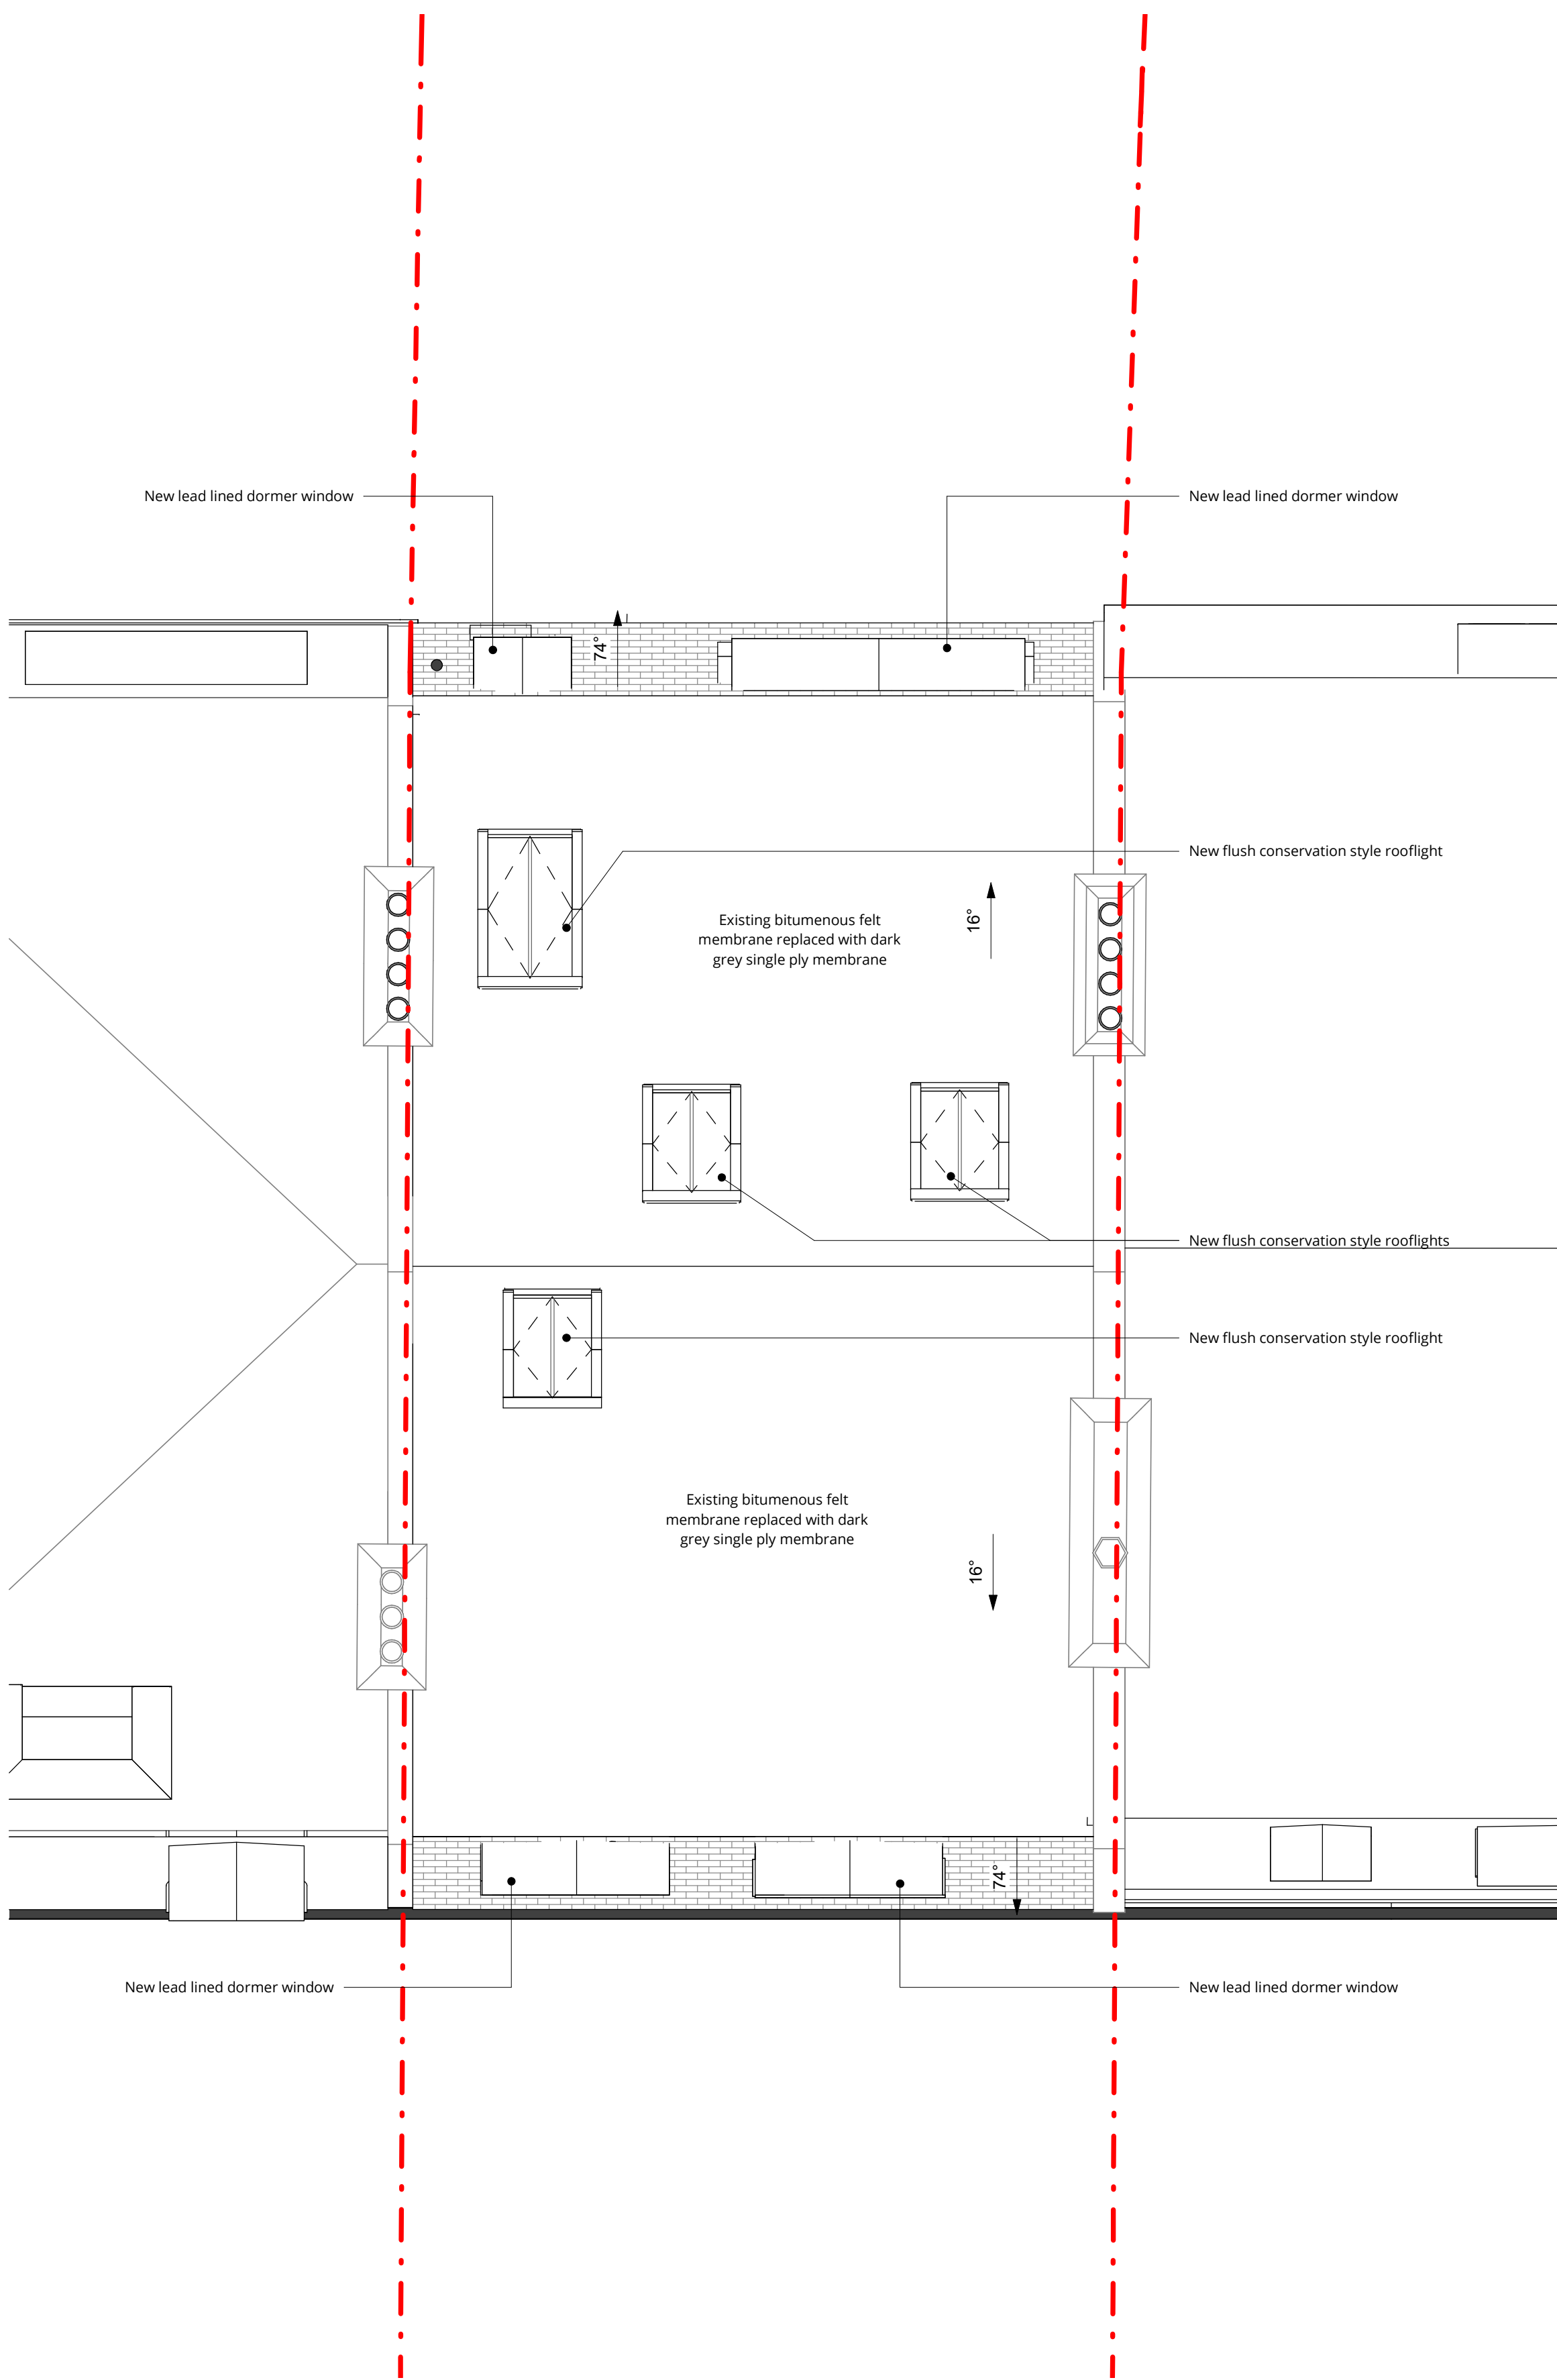 New lead lined dormer window
New lead lined dormer window
74°
New flush conservation style rooflight
Existing bitumenous felt
membrane replaced with dark
grey single ply membrane
16°
New flush conservation style rooflights
New flush conservation style rooflight
Existing bitumenous felt
membrane replaced with dark
grey single ply membrane
16°
74°
New lead lined dormer window
New lead lined dormer window